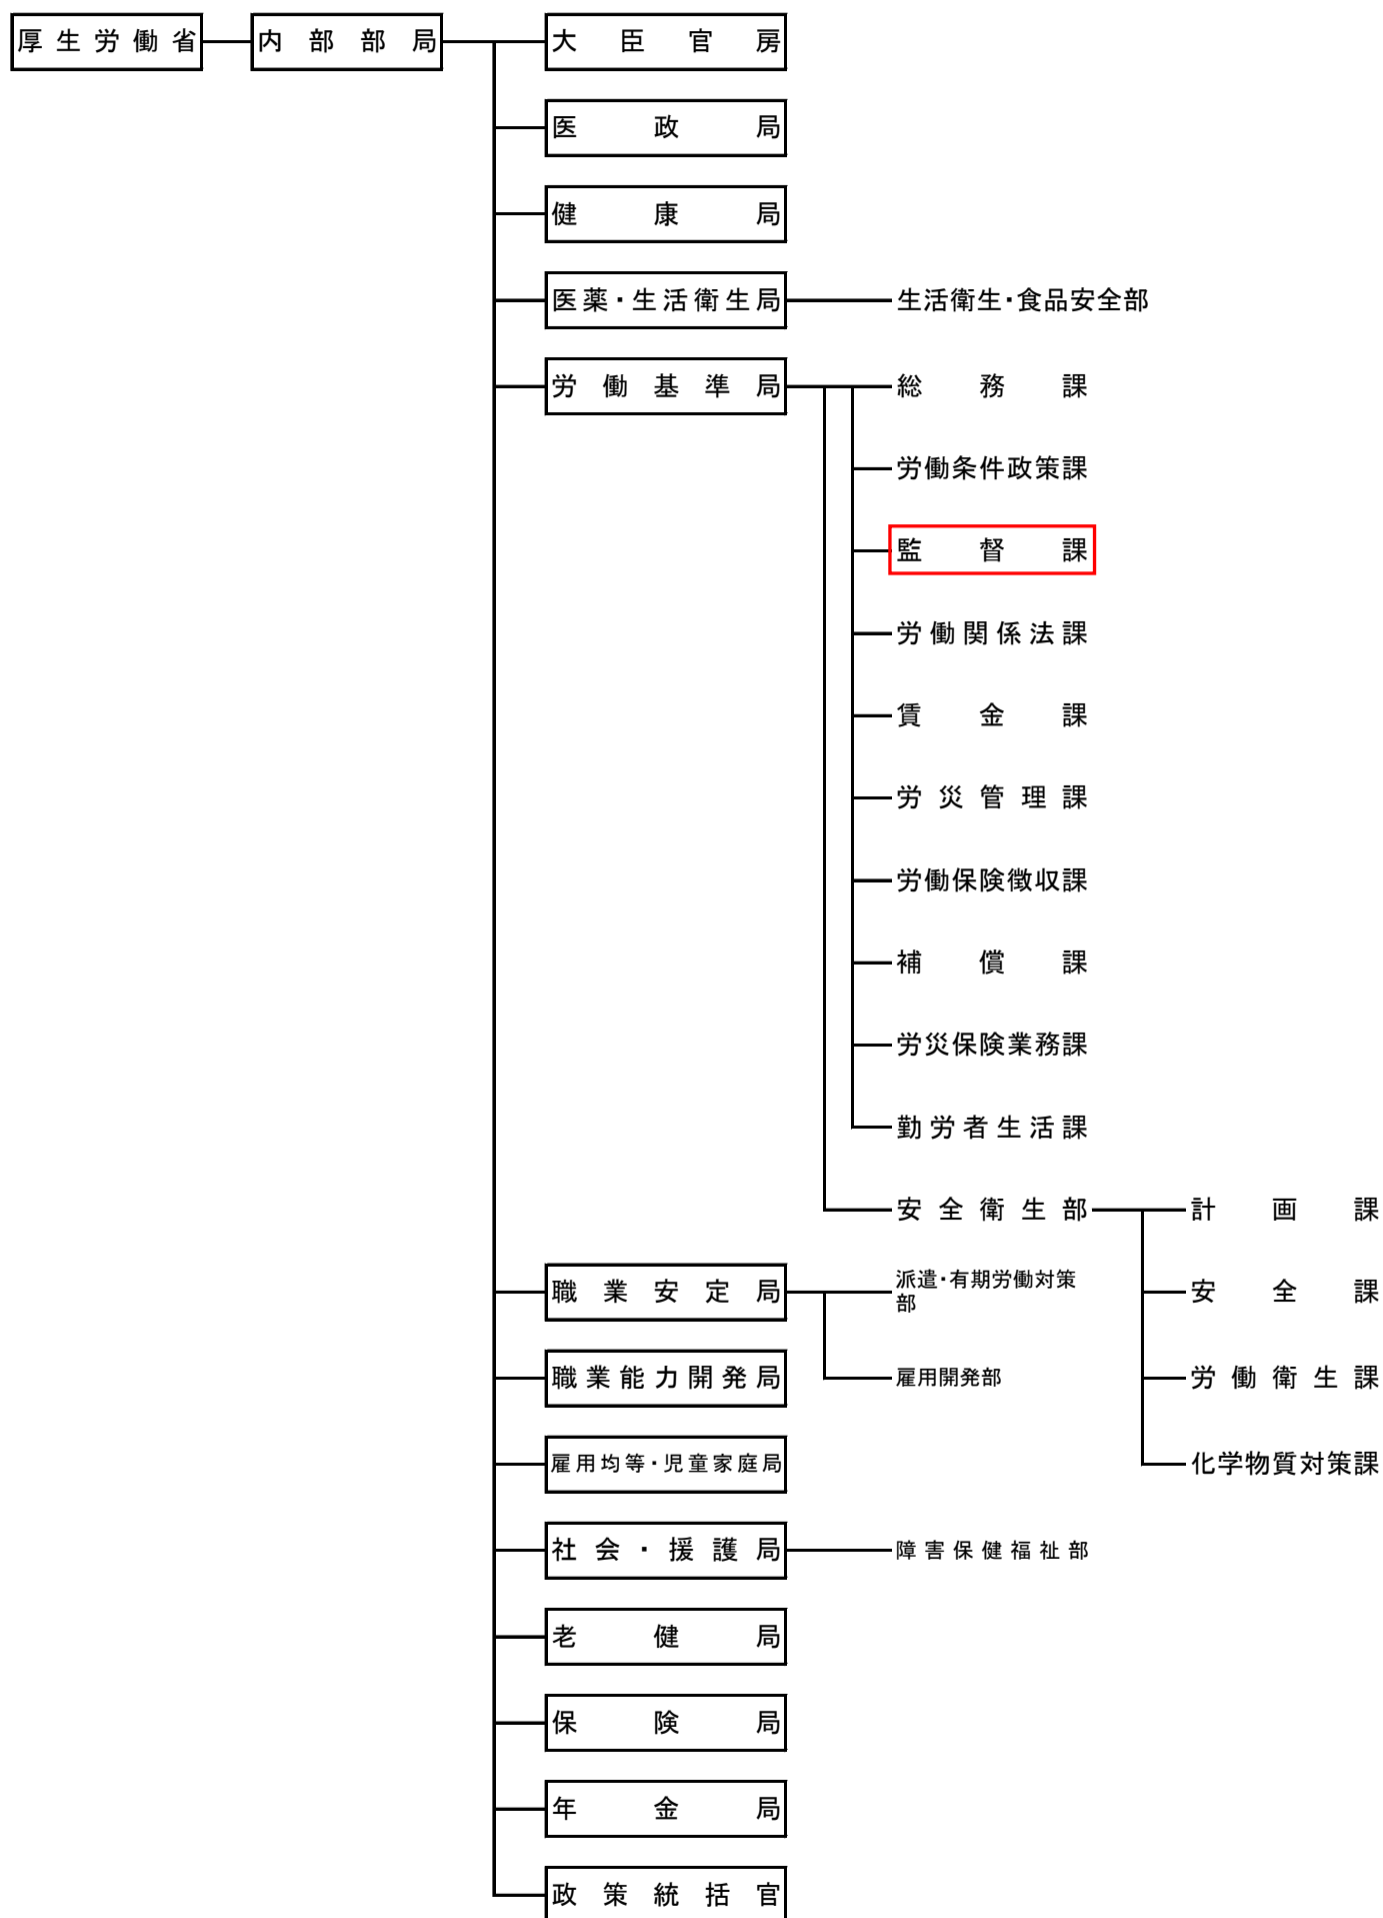 厚生労働省
内部部局
大臣官房
医政局
健康局
医薬・生活衛生局
生活衛生・食品安全部
労働基準局
総務課
労働条件政策課
監督課
労働関係法課
賃金課
労災管理課
労働保険徴収課
補償課
労災保険業務課
勤労者生活課
安全衛生部
計画課
安全課
労働衛生課
化学物質対策課
職業安定局
派遣・有期労働対策
部
雇用開発部
職業能力開発局
雇用均等・児童家庭局
社会・援護局
障害保健福祉部
老健局
保険局
年金局
政策統括官